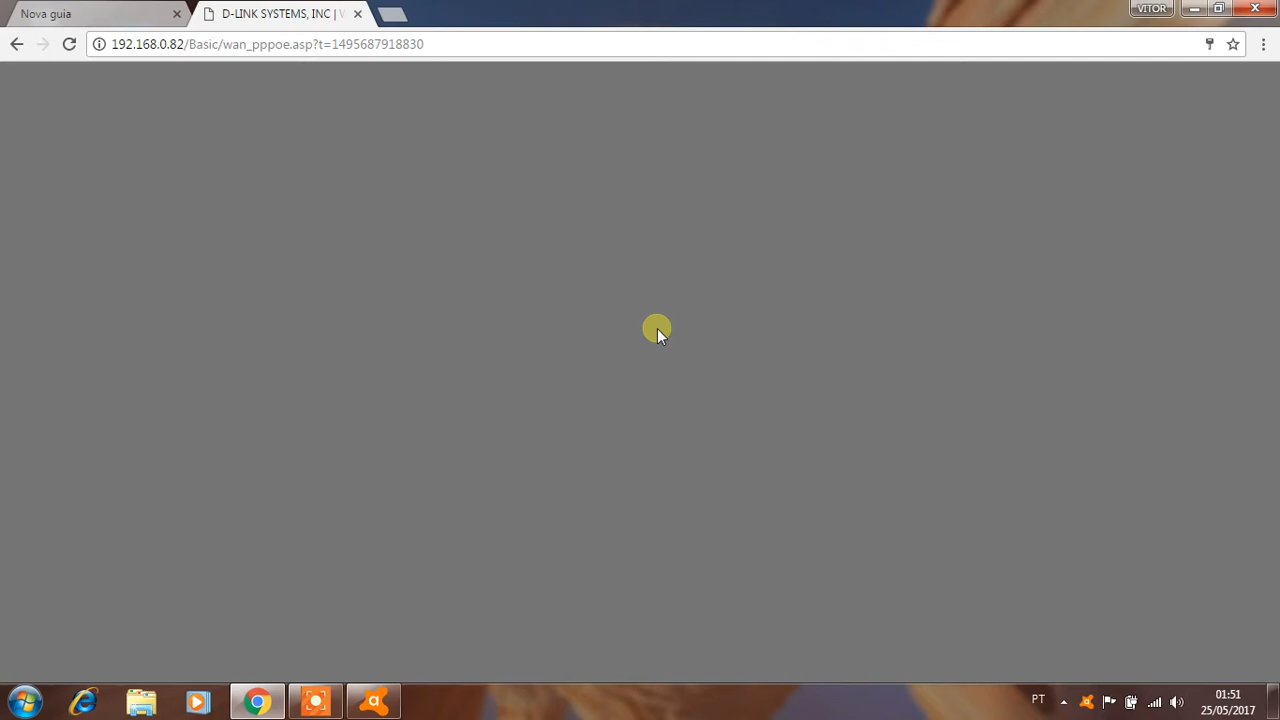 Nova guia
D-LINK SYSTEMS, INC |
VITOR
192.168.0.82/Basic/wan_pppoe.asp?t=1495687918830
PT
01:51
25/05/2017